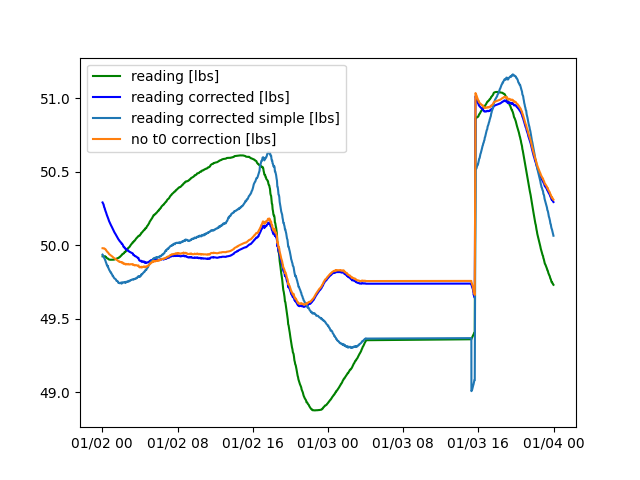 reading [lbs]
reading corrected [lbs]
reading corrected simple [lbs]
no t0 correction [lbs]
51.0
50.5
50.0
49.5
49.0
01/02 00 01/02 08 01/02 16 01/03 00 01/03 08 01/03 16 01/04 00